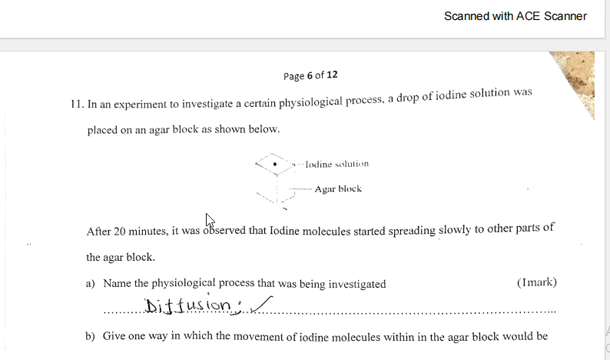 Scanned with ACE Scanner
Page 6 of 12
11. In an experiment to investigate a certain physiological process, a drop of iodine solution was
placed on an agar block as shown below.
Iodine solution
Agar block
After 20 minutes, it was observed that Iodine molecules started spreading slowly to other parts of
the agar block.
a) Name the physiological process that was being investigated (1mark)
Diffusion;
b) Give one way in which the movement of iodine molecules within in the agar block would be